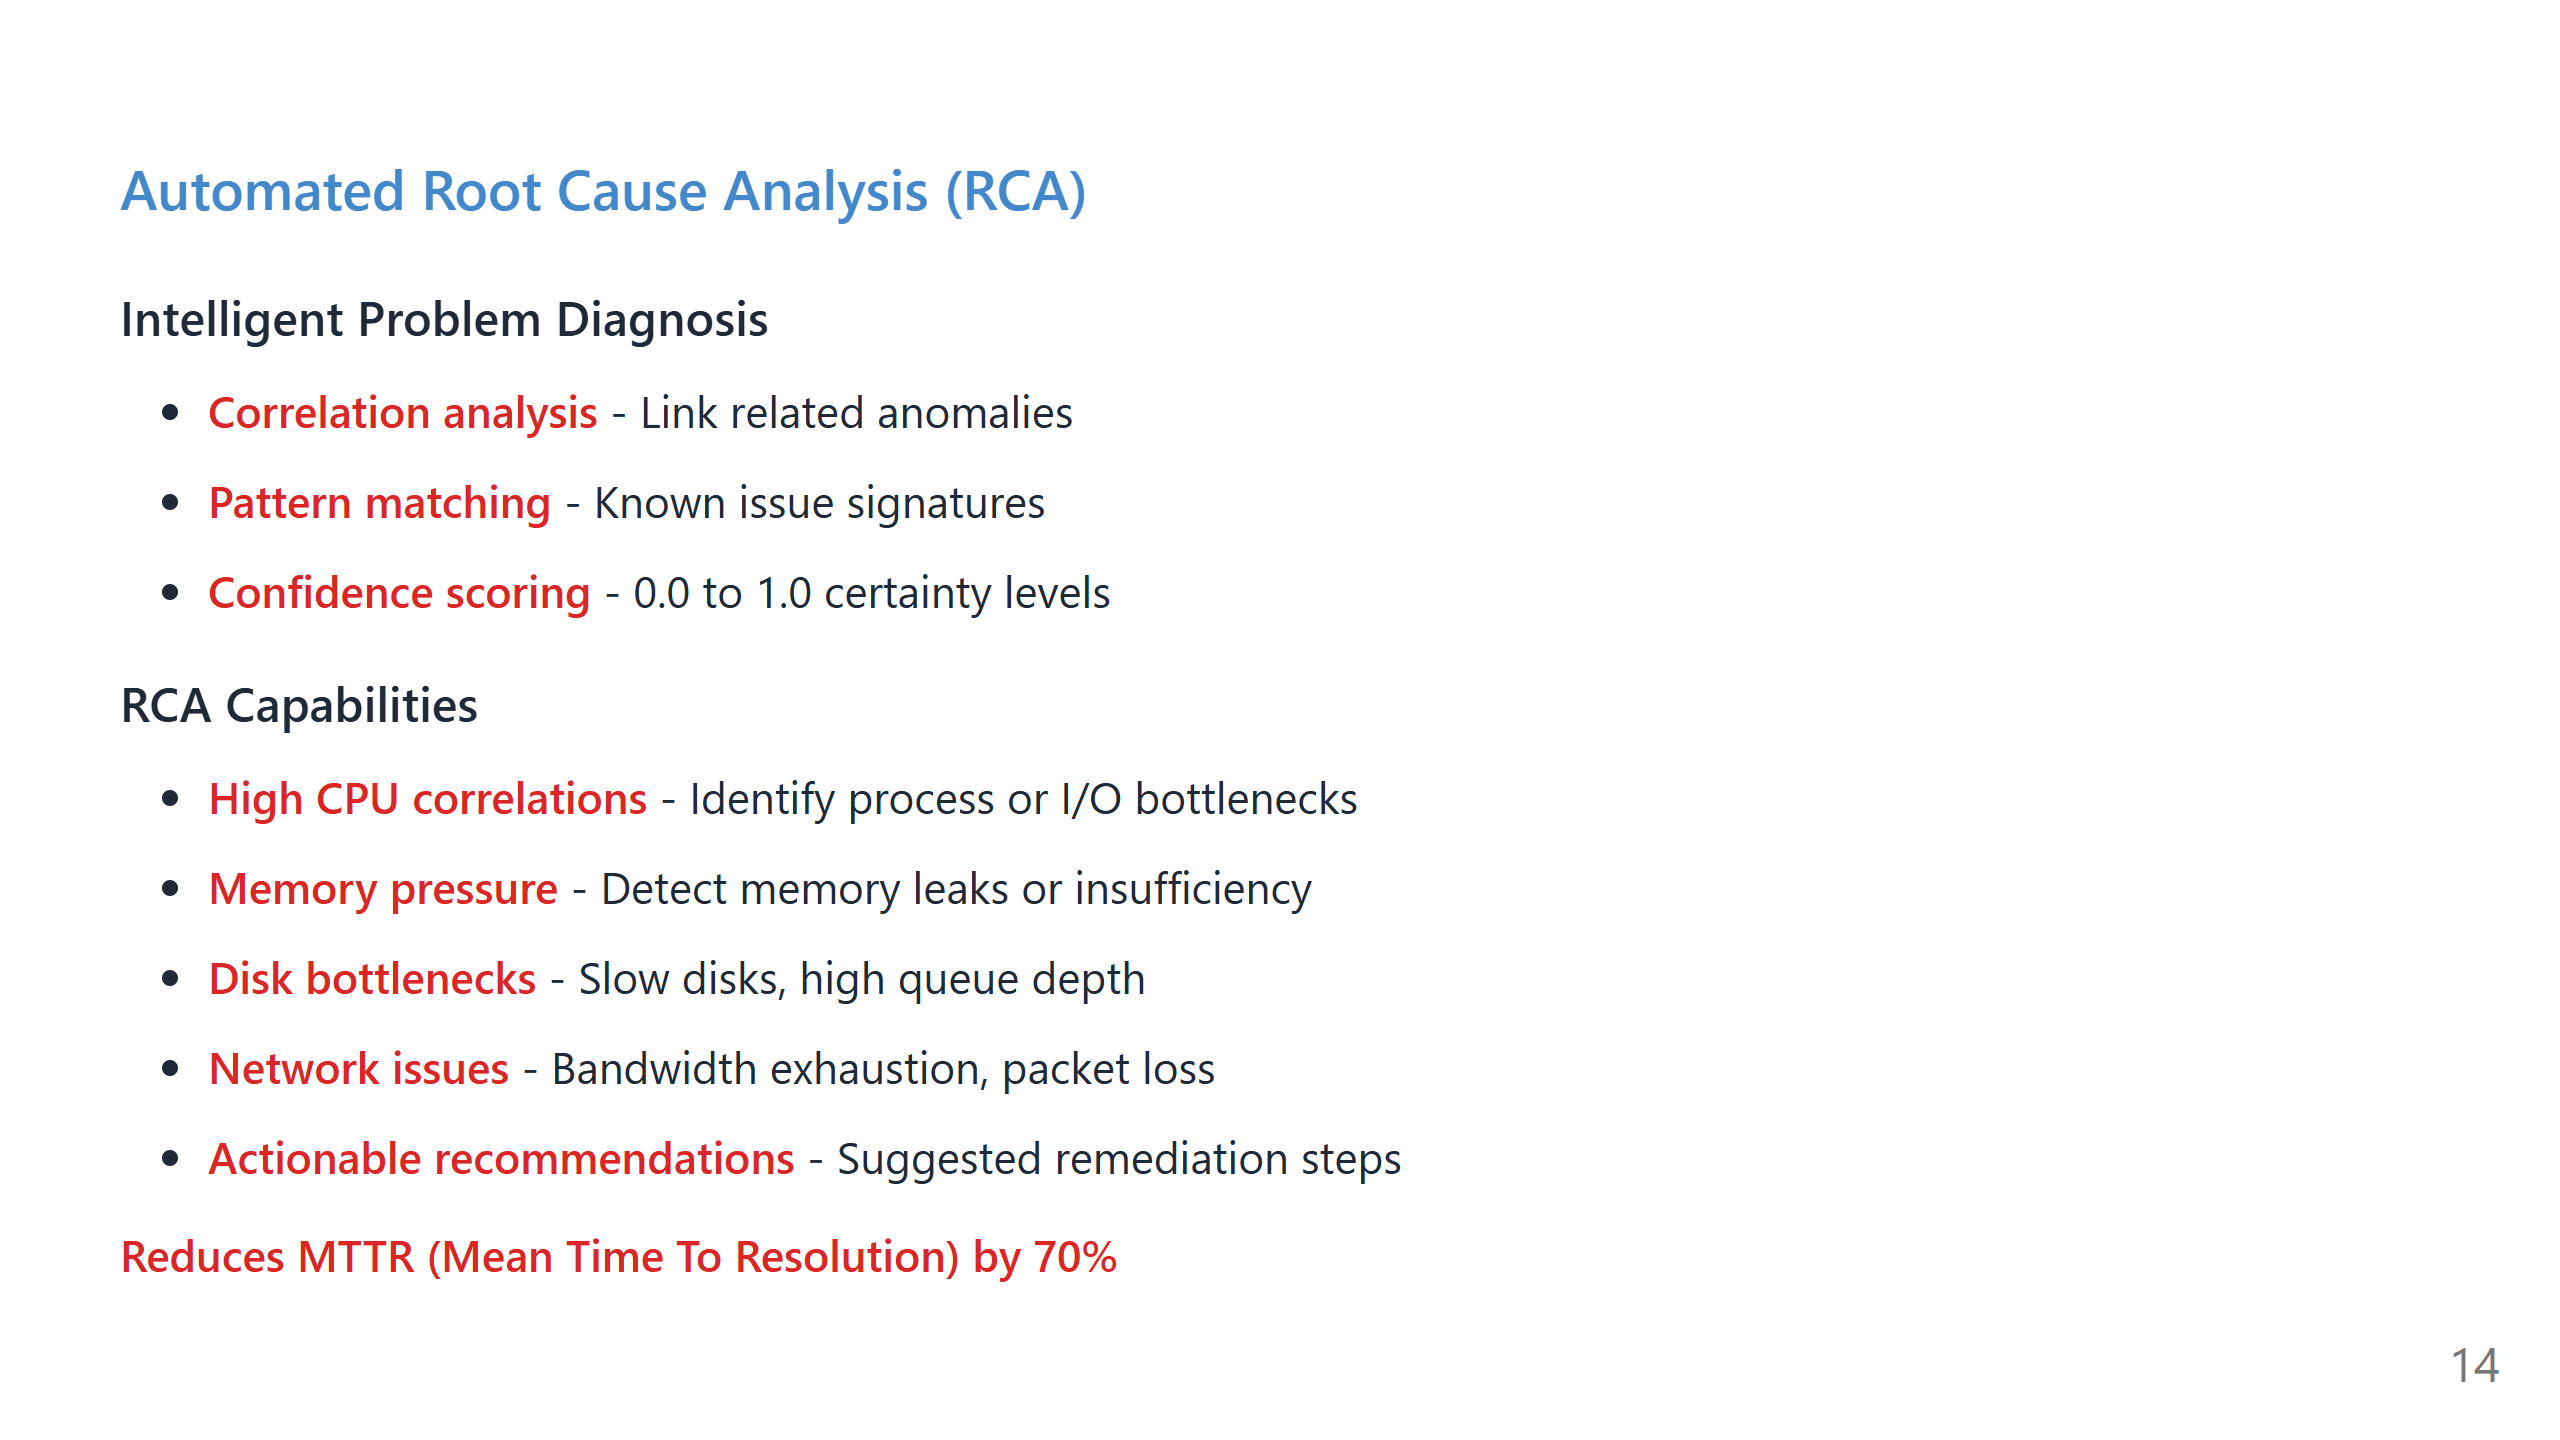 Automated Root Cause Analysis (RCA)
Intelligent Problem Diagnosis
• Correlation analysis - Link related anomalies
• Pattern matching - Known issue signatures
• Confidence scoring - 0.0 to 1.0 certainty levels
RCA Capabilities
• High CPU correlations - Identify process or I/O bottlenecks
• Memory pressure - Detect memory leaks or insufficiency
• Disk bottlenecks - Slow disks, high queue depth
• Network issues - Bandwidth exhaustion, packet loss
• Actionable recommendations - Suggested remediation steps
Reduces MTTR (Mean Time To Resolution) by 70%
14